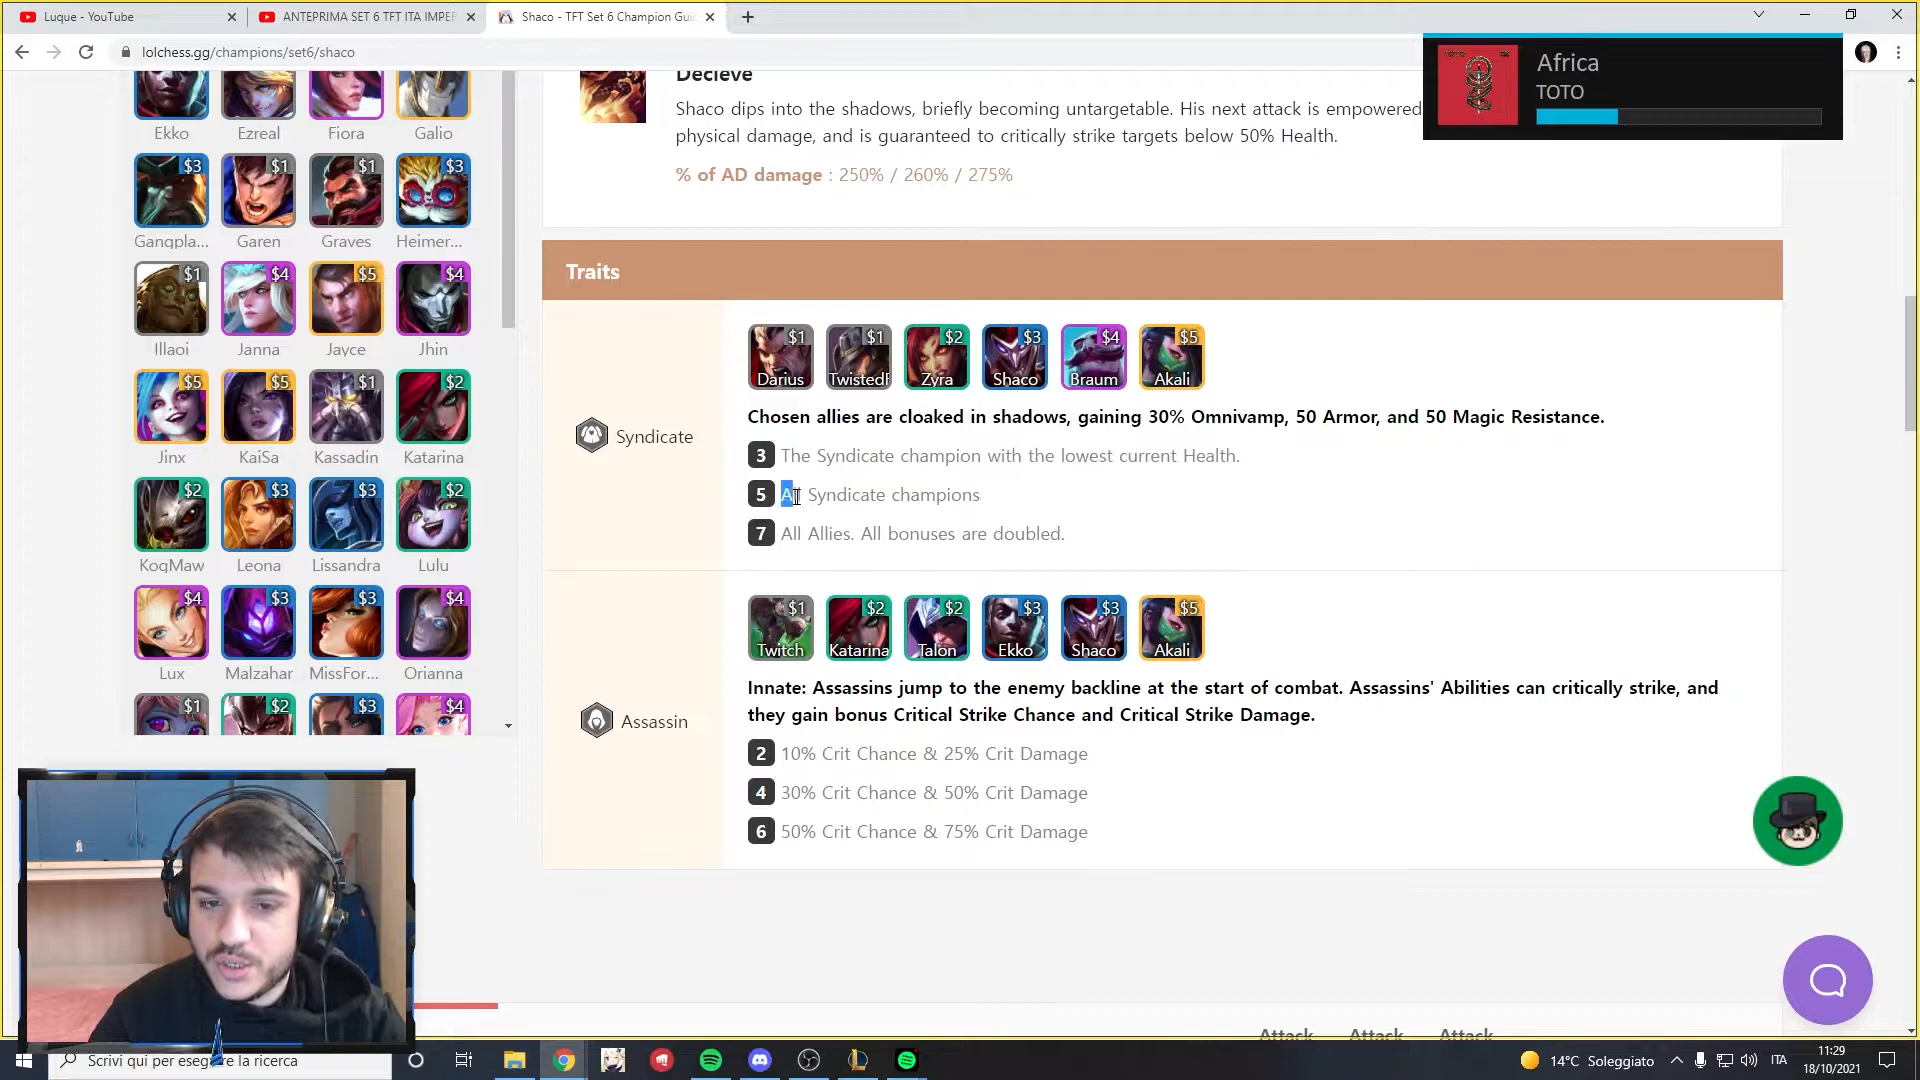 Luque - YouTube
ANTEPRIMA SET 6 TFT ITA IMPER
Shaco - TFT Set 6 Champion Gui
lolchess.gg/champions/set6/shaco
Africa
TOTO
Ekko
Ezreal
Fiora
Galio
$3
$1
$1
$3
Gangpla...
Garen
Graves
Heimer...
$1
$4
$5
$4
Illaoi
Janna
Jayce
Jhin
$5
$5
$1
$2
Jinx
KaiSa
Kassadin
Katarina
$2
$3
$3
$2
KogMaw
Leona
Lissandra
Lulu
$4
$3
$3
$4
Lux
Malzahar
MissFor...
Orianna
$1
$2
$3
$4
Decieve
Shaco dips into the shadows, briefly becoming untargetable. His next attack is empowered
physical damage, and is guaranteed to critically strike targets below 50% Health.
% of AD damage : 250% / 260% / 275%
Traits
Syndicate
$1
$1
$2
$3
$4
$5
Darius
TwistedF
Zyra
Shaco
Braum
Akali
Chosen allies are cloaked in shadows, gaining 30% Omnivamp, 50 Armor, and 50 Magic Resistance.
3 The Syndicate champion with the lowest current Health.
5 All Syndicate champions
7 All Allies. All bonuses are doubled.
Assassin
$1
$2
$2
$3
$3
$5
Twitch
Katarina
Talon
Ekko
Shaco
Akali
Innate: Assassins jump to the enemy backline at the start of combat. Assassins' Abilities can critically strike, and
they gain bonus Critical Strike Chance and Critical Strike Damage.
2 10% Crit Chance & 25% Crit Damage
4 30% Crit Chance & 50% Crit Damage
6 50% Crit Chance & 75% Crit Damage
Attack
Attack
Attack
Scrivi qui per eseguire la ricerca
14°C Soleggiato
ITA
11:29
18/10/2021